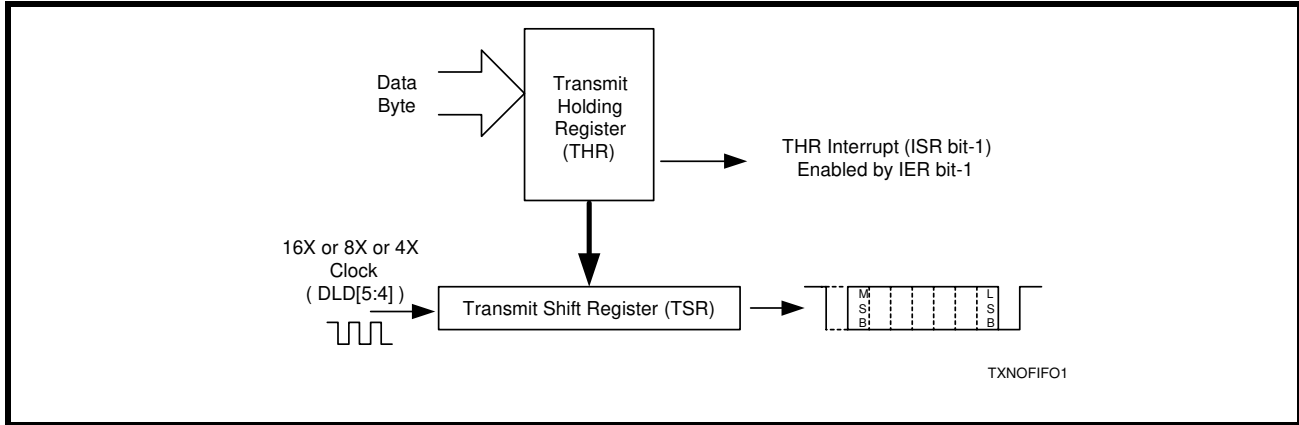 Data
Byte
Transmit
Holding
Register
(THR)
THR Interrupt (ISR bit-1)
Enabled by IER bit-1
16X or 8X or 4X
Clock
( DLD[5:4] )
Transmit Shift Register (TSR)
M
S
B
L
S
B
TXNOFIFO1